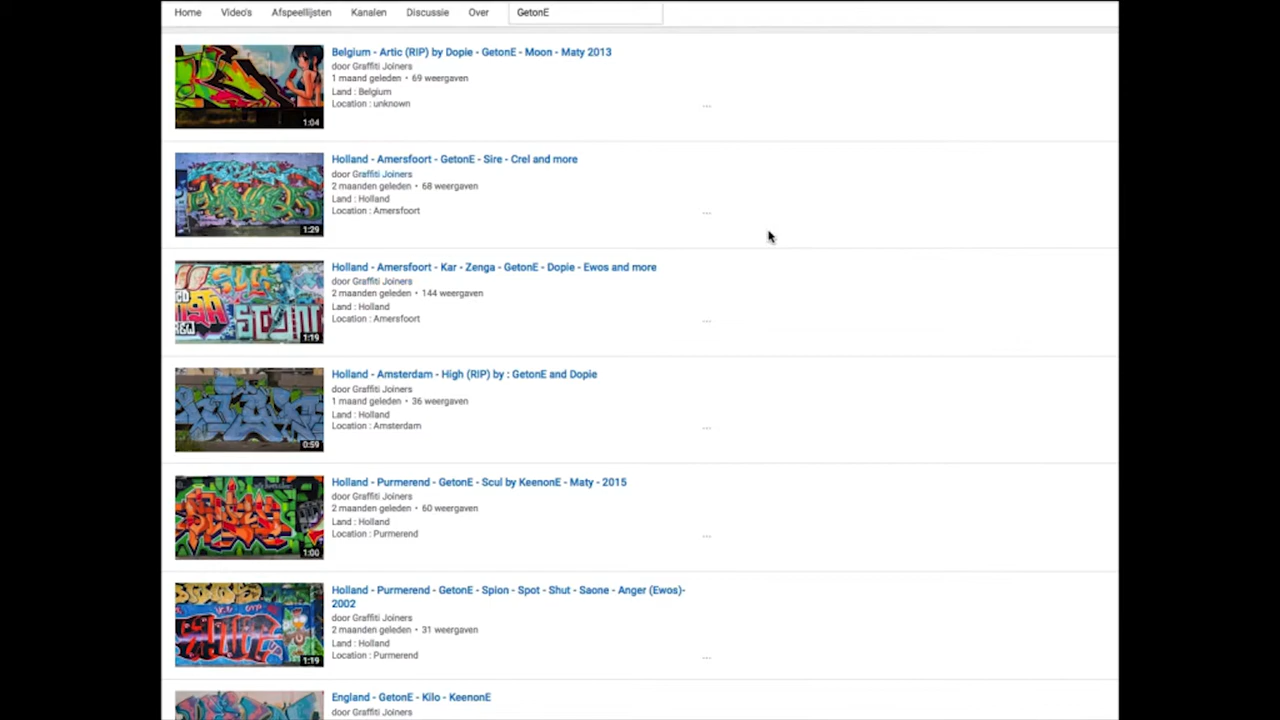 Home Video's Afspeellijsten Kanalen Discussie Over GetonE
Belgium - Artic (RIP) by Dopie - GetonE - Moon - Maty 2013
door Graffiti Joiners
1 maand geleden • 69 weergaven
Land : Belgium
Location : unknown
...
1:04
Holland - Amersfoort - GetonE - Sire - Crel and more
door Graffiti Joiners
2 maanden geleden • 68 weergaven
Land : Holland
Location : Amersfoort
...
1:29
Holland - Amersfoort - Kar - Zenga - GetonE - Dopie - Ewos and more
door Graffiti Joiners
2 maanden geleden • 144 weergaven
Land : Holland
Location : Amersfoort
...
1:19
Holland - Amsterdam - High (RIP) by : GetonE and Dopie
door Graffiti Joiners
1 maand geleden • 36 weergaven
Land : Holland
Location : Amsterdam
...
0:59
Holland - Purmerend - GetonE - Scul by KeenonE - Maty - 2015
door Graffiti Joiners
2 maanden geleden • 60 weergaven
Land : Holland
Location : Purmerend
...
1:00
Holland - Purmerend - GetonE - Spion - Spot - Shut - Saone - Anger (Ewos)-
2002
door Graffiti Joiners
2 maanden geleden • 31 weergaven
Land : Holland
Location : Purmerend
...
1:19
England - GetonE - Kilo - KeenonE
door Graffiti Joiners